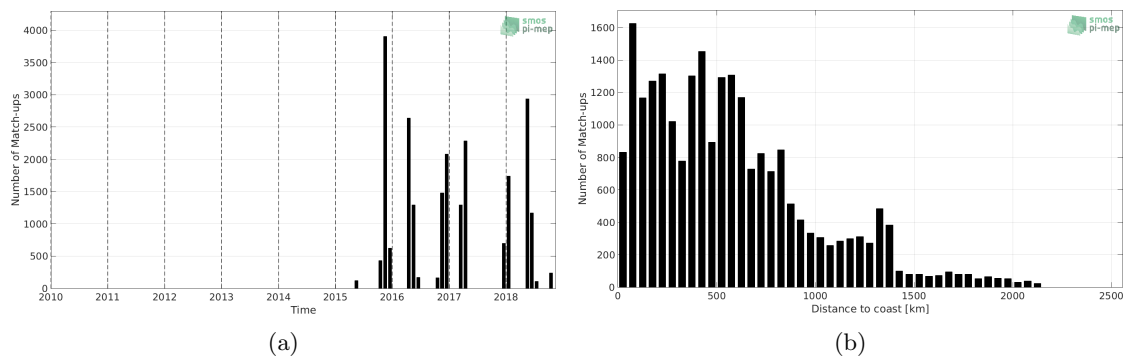 smos
pi-mep
Number of Match-ups
4000
3500
3000
2500
2000
1500
1000
500
0
2010 2011 2012 2013 2014 2015 2016 2017 2018
Time
(a)
smos
pi-mep
Number of Match-ups
1600
1400
1200
1000
800
600
400
200
0
0 500 1000 1500 2000 2500
Distance to coast [km]
(b)